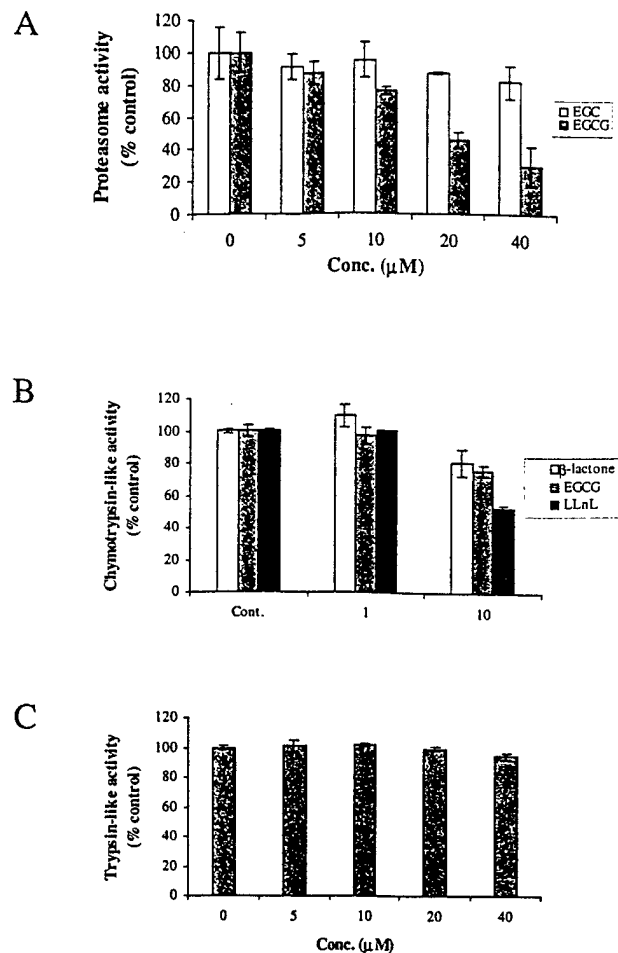 A
Proteasome activity
(% control)
120
100
80
60
40
20
0
0 5 10 20 40
Conc. (µM)
EGC
EGCG
B
Chymotrypsin-like activity
(% control)
120
100
80
60
40
20
0
Cont. 1 10
β-lactone
EGCG
LLnL
C
Trypsin-like activity
(% control)
120
100
80
60
40
20
0
0 5 10 20 40
Conc. (µM)